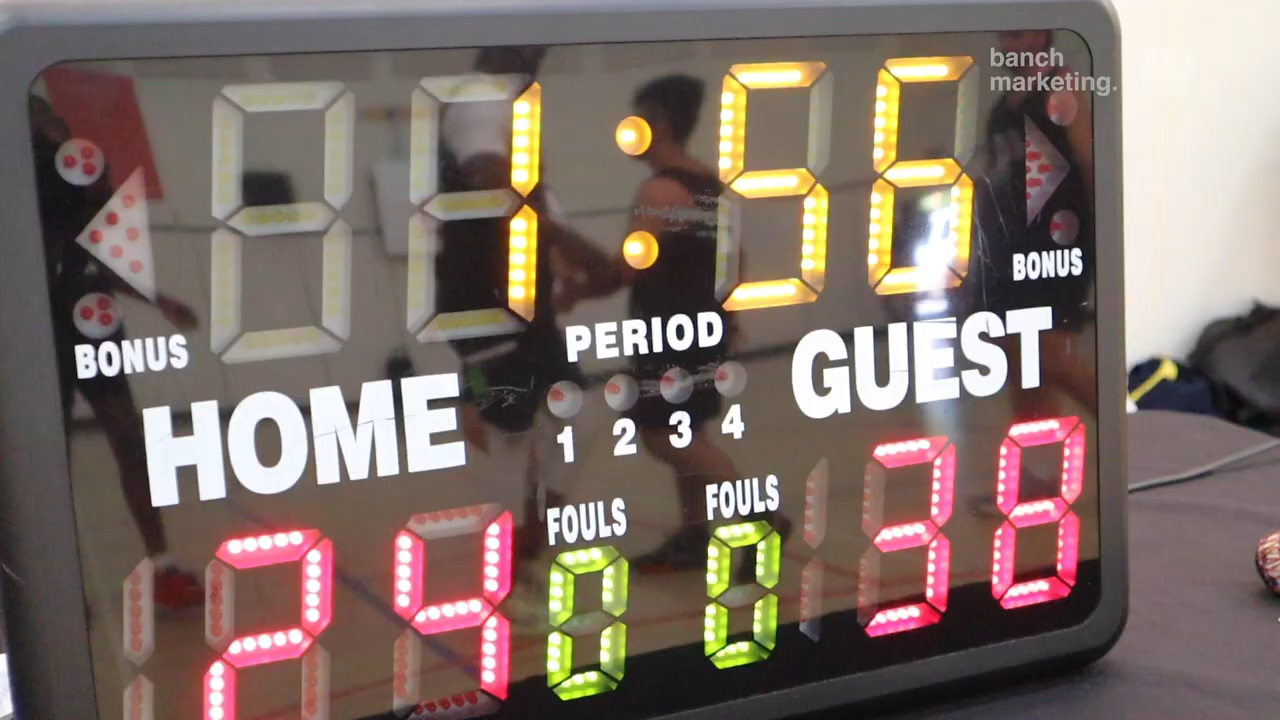 banch
marketing.
1:56
BONUS
BONUS
PERIOD
HOME
GUEST
1 2 3 4
FOULS
FOULS
24
0
0
38